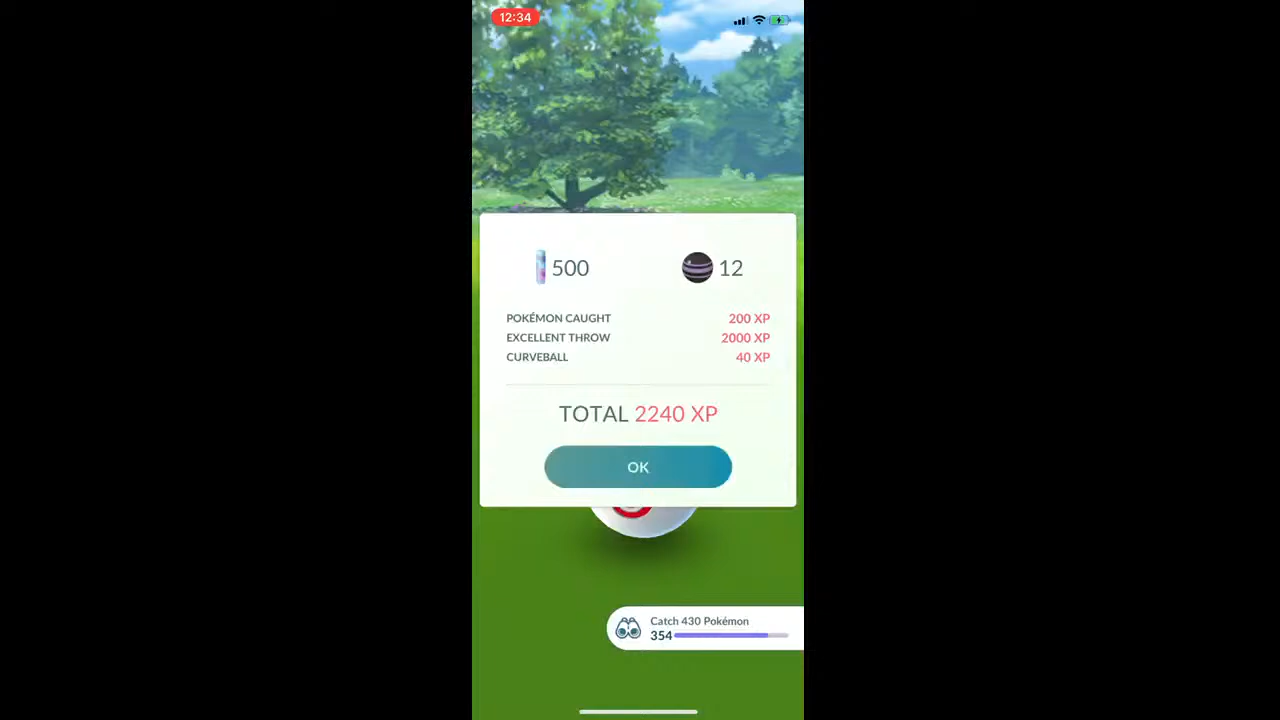 12:34
500 12
POKÉMON CAUGHT 200 XP
EXCELLENT THROW 2000 XP
CURVEBALL 40 XP
TOTAL 2240 XP
OK
Catch 430 Pokémon
354